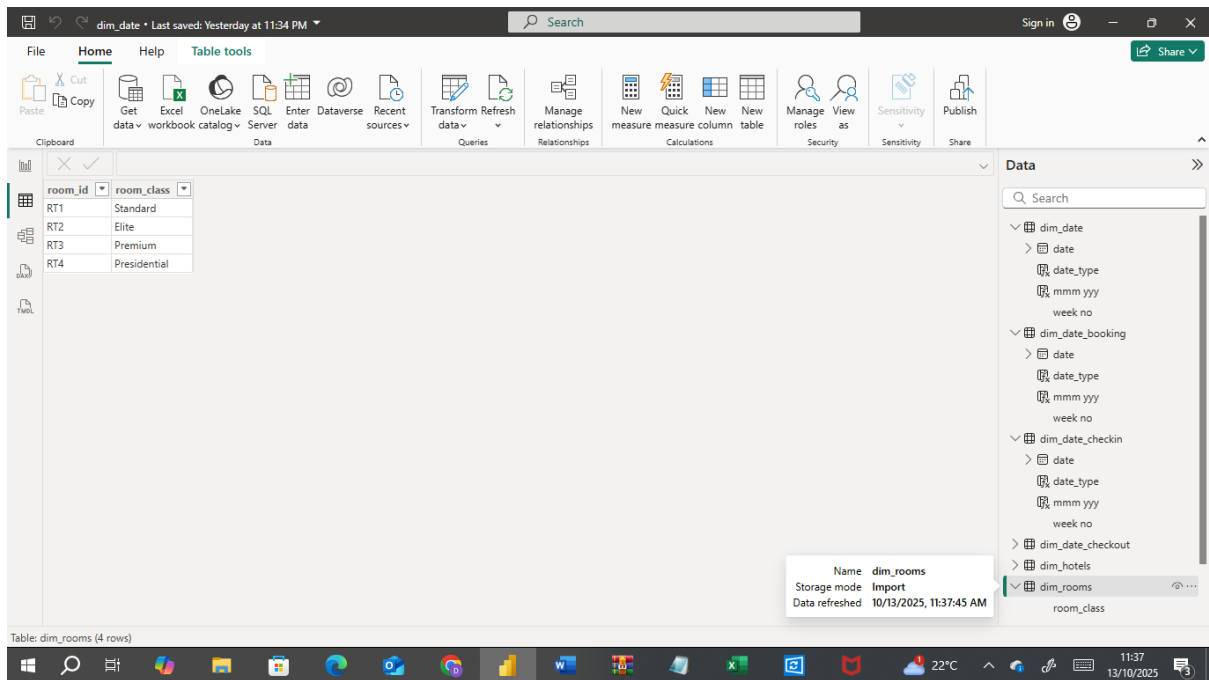 dim_date • Last saved: Yesterday at 11:34 PM
Search
Sign in
File Home Help Table tools
Share
Paste
Cut
Copy
Get data
Excel workbook
OneLake catalog
SQL Server
Enter data
Dataverse
Recent sources
Transform data
Refresh
Manage relationships
New measure
Quick measure
New column
New table
Manage roles
View as
Sensitivity
Publish
Clipboard
Data
Queries
Relationships
Calculations
Security
Sensitivity
Share
room_id room_class
RT1 Standard
RT2 Elite
RT3 Premium
RT4 Presidential
DAX
TMDL
Data
Search
dim_date
date
date_type
mmm yyy
week no
dim_date_booking
date
date_type
mmm yyy
week no
dim_date_checkin
date
date_type
mmm yyy
week no
dim_date_checkout
dim_hotels
dim_rooms
room_class
Name dim_rooms
Storage mode Import
Data refreshed 10/13/2025, 11:37:45 AM
Table: dim_rooms (4 rows)
22°C
11:37
13/10/2025
3